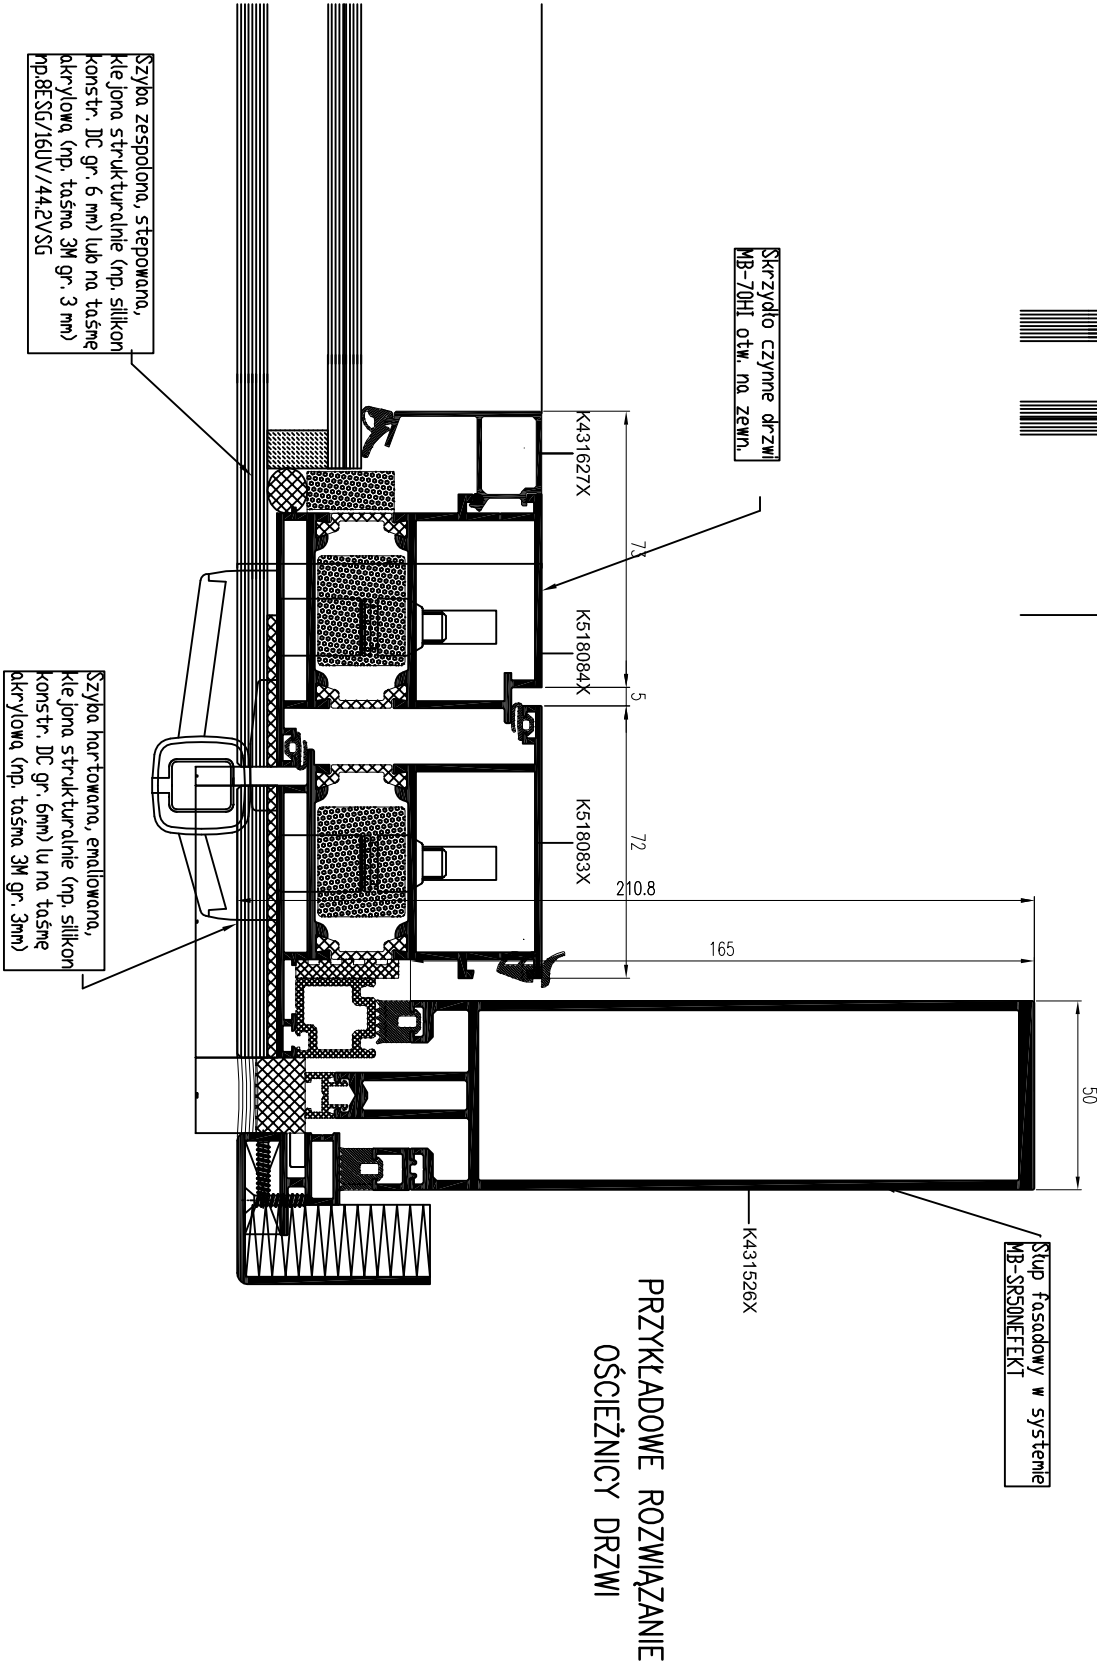 Słup fasadowy w systemie
MB-SR50NEFEKT
50
Skrzydło czynne drzwi
MB-70HI otw. na zewn.
165
K431526X
210.8
5
72
K431627X
K518084X
K518083X
PRZYKŁADOWE ROZWIĄZANIE
OŚCIEŻNICY DRZWI
Szyba zespolona, stepowana,
klejona strukturalnie (np. silikon
konstr. DC gr. 6 mm) lub na taśmę
akrylową (np. taśma 3M gr. 3 mm)
np.8ESG/16UV/44.2VSG
Szyba hartowana, emaliowana,
klejona strukturalnie (np. silikon
konstr. DC gr. 6mm) lu na taśmę
akrylową (np. taśma 3M gr. 3mm)